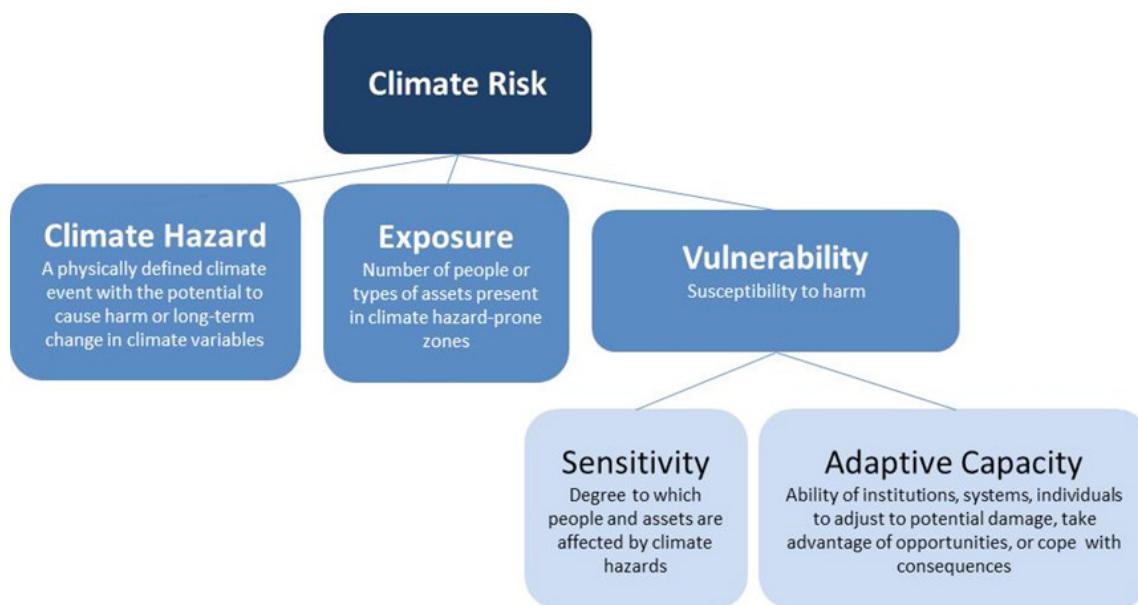 Climate Risk
Climate Hazard
A physically defined climate
event with the potential to
cause harm or long-term
change in climate variables
Exposure
Number of people or
types of assets present
in climate hazard-prone
zones
Vulnerability
Susceptibility to harm
Sensitivity
Degree to which
people and assets are
affected by climate
hazards
Adaptive Capacity
Ability of institutions, systems, individuals
to adjust to potential damage, take
advantage of opportunities, or cope with
consequences